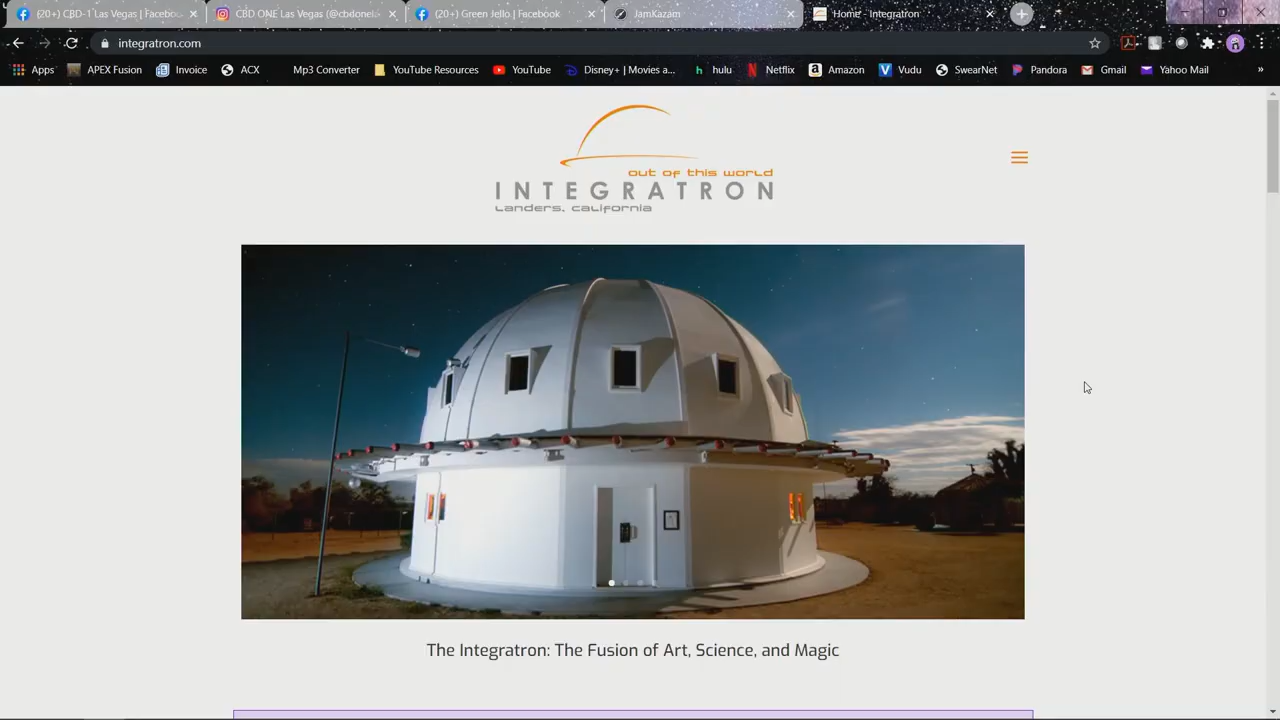 (20+) CBD-1 Las Vegas | Faceboo
CBD ONE Las Vegas (@cbdonel
(20+) Green Jello | Facebook
JamKazam
Home - Integratron
integratron.com
Apps
APEX Fusion
Invoice
ACX
Mp3 Converter
YouTube Resources
YouTube
Disney+ | Movies a...
hulu
Netflix
Amazon
Vudu
SwearNet
Pandora
Gmail
Yahoo Mail
»
out of this world
INTEGRATRON
Landers, california
The Integratron: The Fusion of Art, Science, and Magic